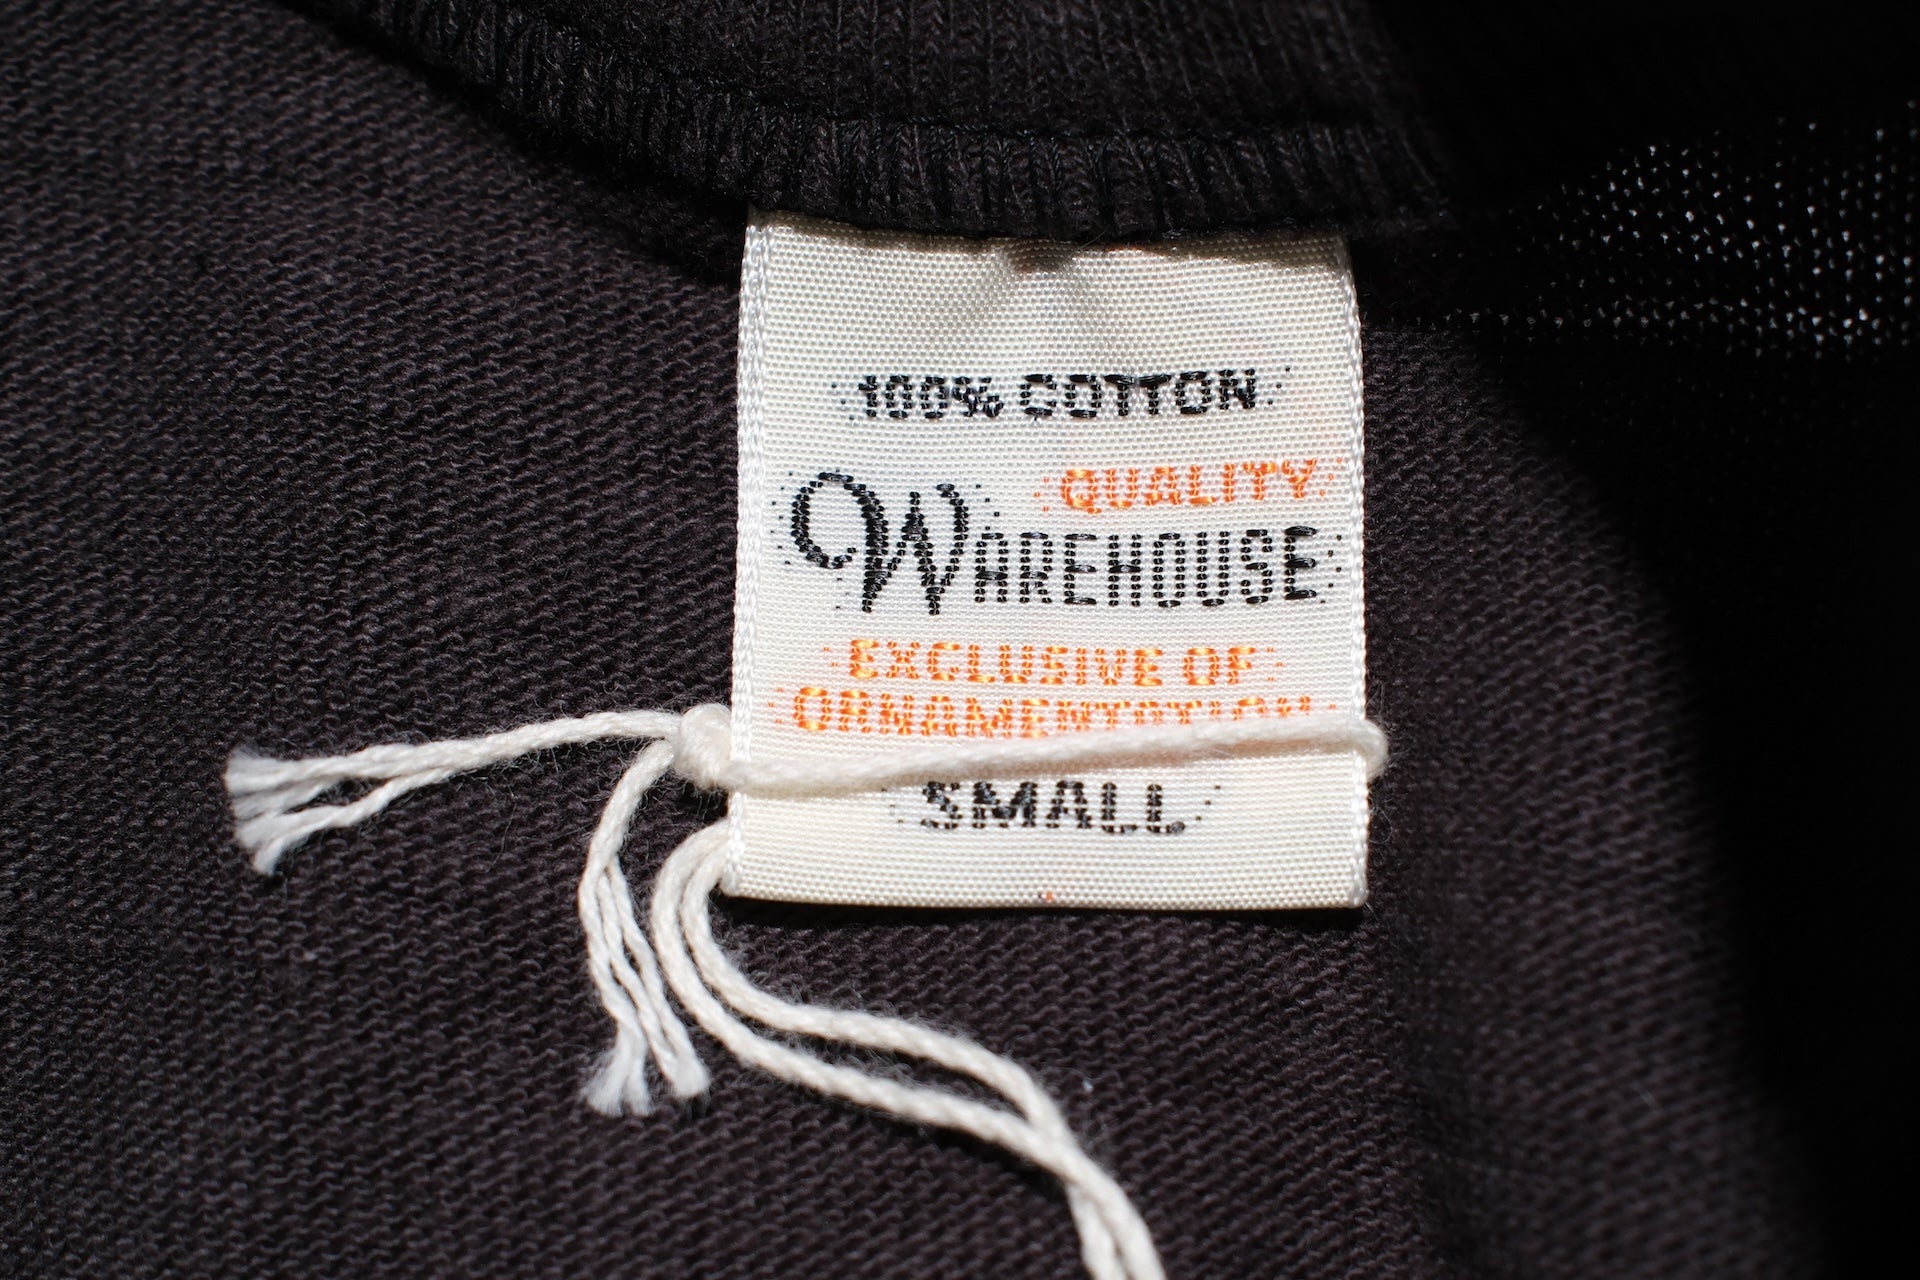 100% COTTON
QUALITY
WAREHOUSE
EXCLUSIVE OF
ORNAMENTATION
SMALL